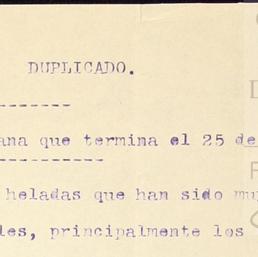 DUPLICADO.
ana que termina el 25 de
heladas que han sido mu
les, principalmente los